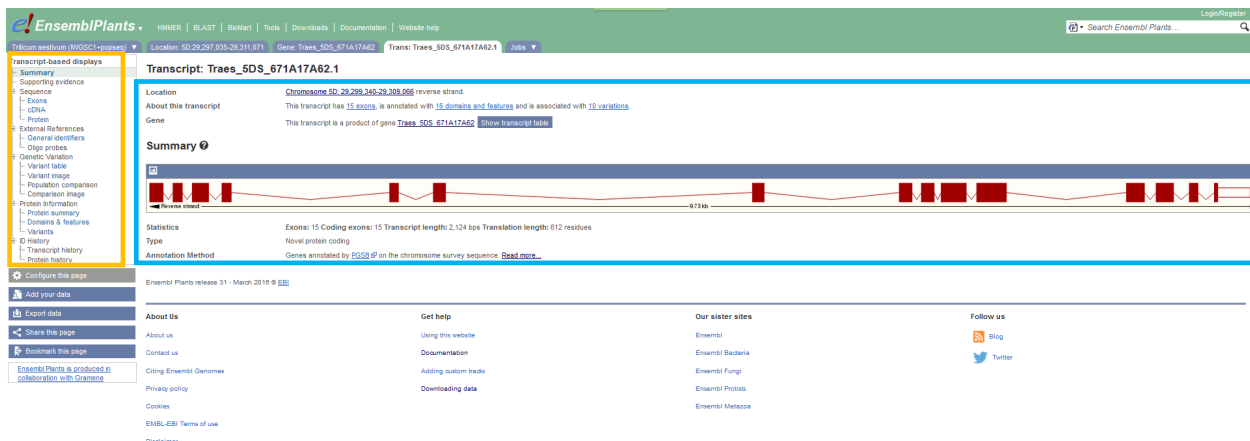 Login/Register
e! EnsemblPlants HMMER | BLAST | BioMart | Tools | Downloads | Documentation | Website help
Search Ensembl Plants...
Triticum aestivum (IWGSC1+popseq) ▼ Location: 5D:29,297,035-29,311,071 Gene: Traes_5DS_671A17A62 Trans: Traes_5DS_671A17A62.1 Jobs ▼
Transcript-based displays
Summary
Supporting evidence
Sequence
Exons
cDNA
Protein
External References
General identifiers
Oligo probes
Genetic Variation
Variant table
Variant image
Population comparison
Comparison image
Protein Information
Protein summary
Domains & features
Variants
ID History
Transcript history
Protein history
Configure this page
Add your data
Export data
Share this page
Bookmark this page
Ensembl Plants is produced in
collaboration with Gramene
Transcript: Traes_5DS_671A17A62.1
Location Chromosome 5D: 29,299,340-29,309,066 reverse strand.
About this transcript This transcript has 15 exons, is annotated with 16 domains and features and is associated with 10 variations.
Gene This transcript is a product of gene Traes_5DS_671A17A62 Show transcript table
Summary
Reverse strand 9.73 kb
Statistics Exons: 15 Coding exons: 15 Transcript length: 2,124 bps Translation length: 612 residues
Type Novel protein coding
Annotation Method Genes annotated by PGSB on the chromosome survey sequence. Read more...
Ensembl Plants release 31 - March 2016 © EBI
About Us Get help Our sister sites Follow us
About us Using this website Ensembl Blog
Contact us Documentation Ensembl Bacteria Twitter
Citing Ensembl Genomes Adding custom tracks Ensembl Fungi
Privacy policy Downloading data Ensembl Protists
Cookies Ensembl Metazoa
EMBL-EBI Terms of use
Disclaimer